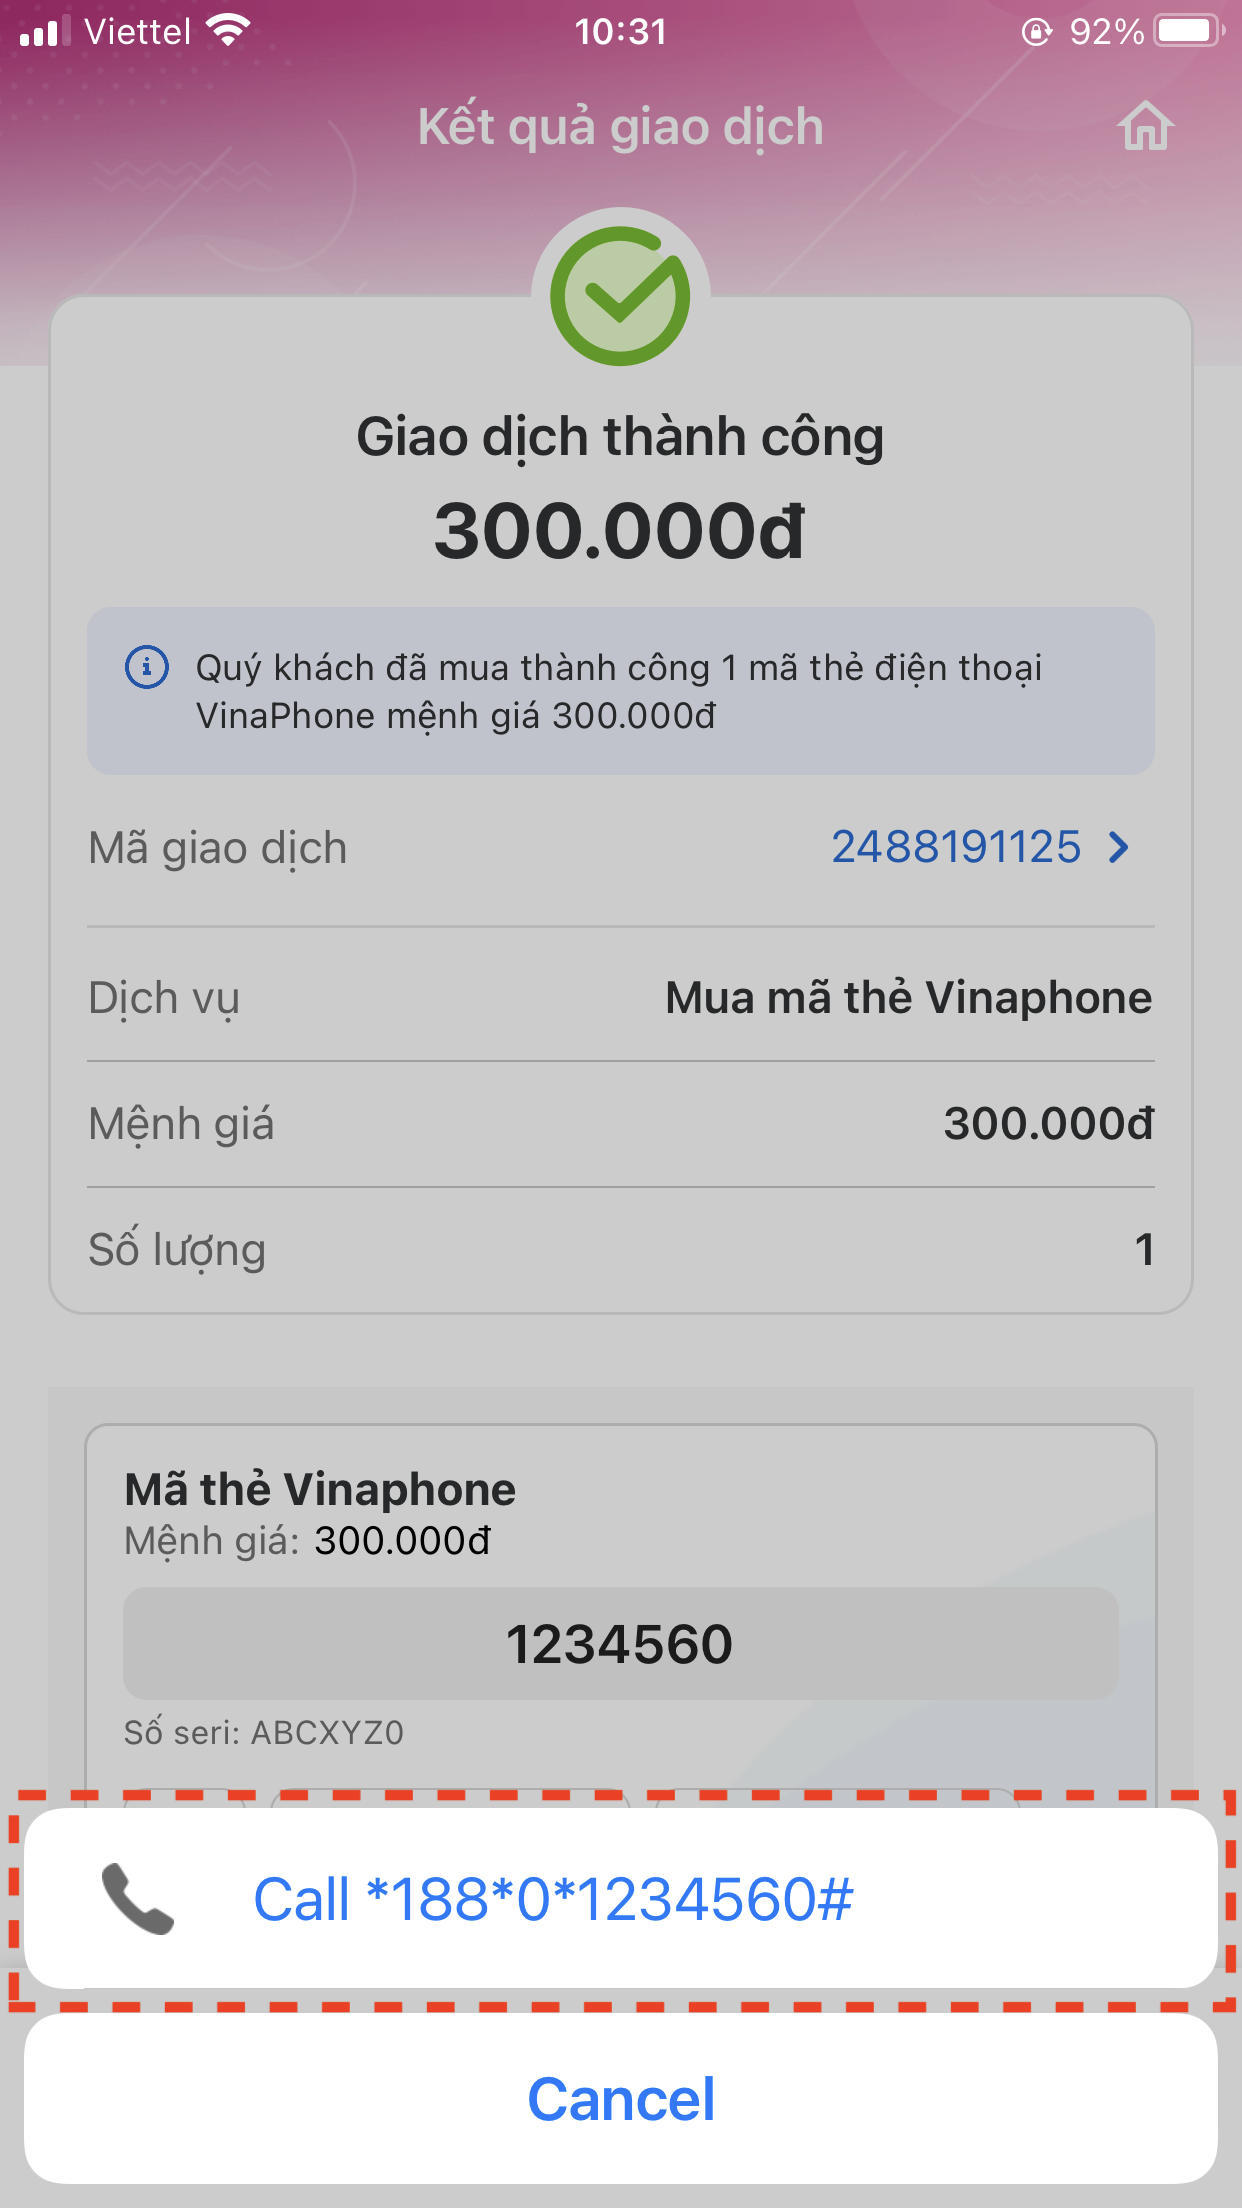 Viettel 10:31 92%
Kết quả giao dịch
Giao dịch thành công
300.000đ
Quý khách đã mua thành công 1 mã thẻ điện thoại
VinaPhone mệnh giá 300.000đ
Mã giao dịch 2488191125
Dịch vụ Mua mã thẻ Vinaphone
Mệnh giá 300.000đ
Số lượng 1
Mã thẻ Vinaphone
Mệnh giá: 300.000đ
1234560
Số seri: ABCXYZ0
Call *188*0*1234560#
Cancel